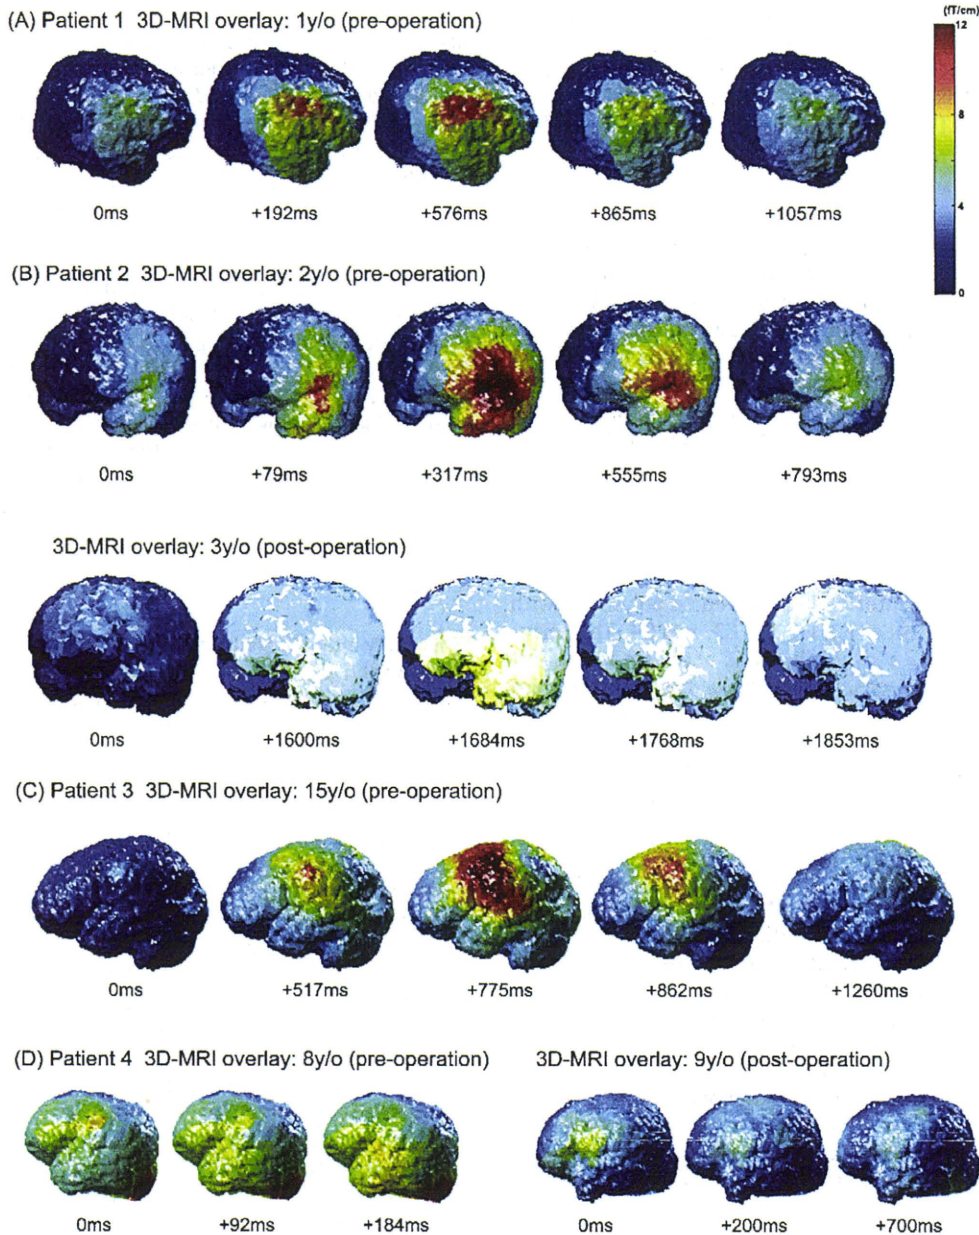 (fT/cm)
(A) Patient 1 3D-MRI overlay: 1y/o (pre-operation)
12
8
4
0
0ms +192ms +576ms +865ms +1057ms
(B) Patient 2 3D-MRI overlay: 2y/o (pre-operation)
0ms +79ms +317ms +555ms +793ms
3D-MRI overlay: 3y/o (post-operation)
0ms +1600ms +1684ms +1768ms +1853ms
(C) Patient 3 3D-MRI overlay: 15y/o (pre-operation)
0ms +517ms +775ms +862ms +1260ms
(D) Patient 4 3D-MRI overlay: 8y/o (pre-operation) 3D-MRI overlay: 9y/o (post-operation)
0ms +92ms +184ms 0ms +200ms +700ms